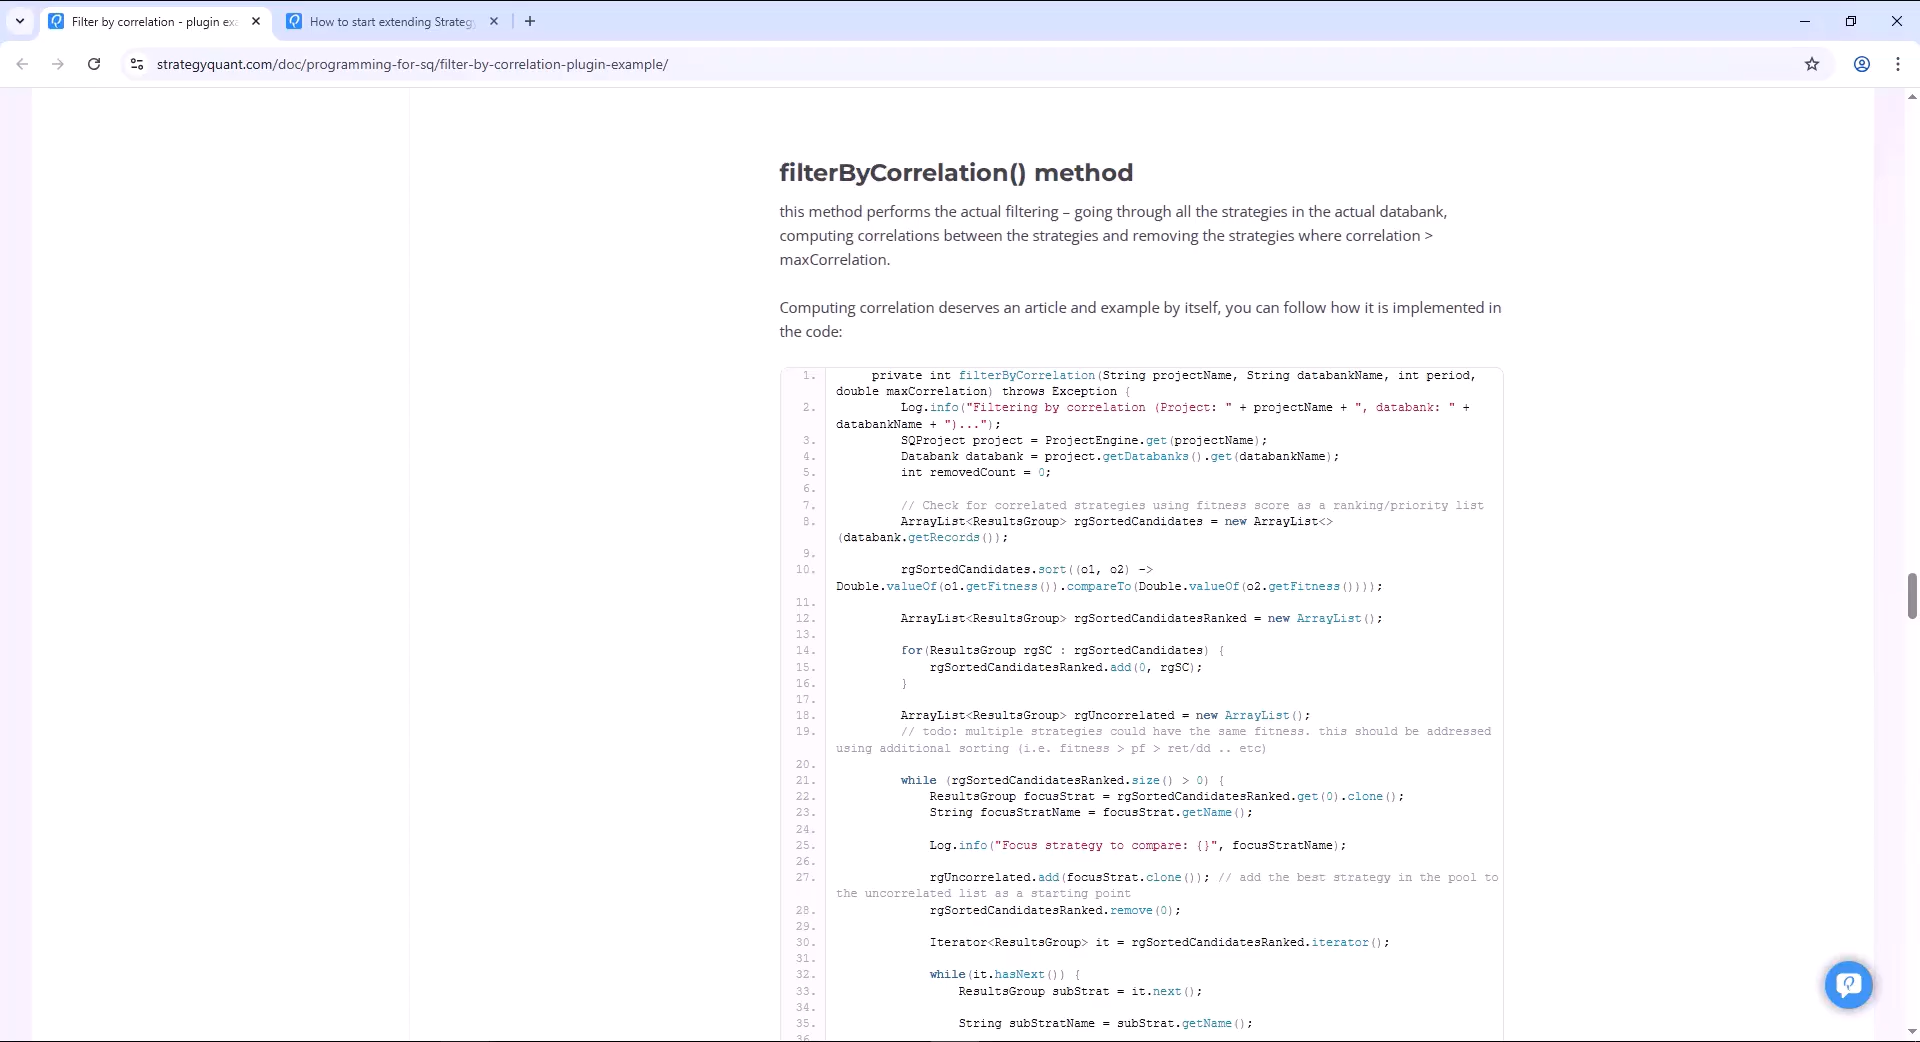 Filter by correlation - plugin ex
How to start extending Strateg
strategyquant.com/doc/programming-for-sq/filter-by-correlation-plugin-example/
filterByCorrelation() method
this method performs the actual filtering – going through all the strategies in the actual databank,
computing correlations between the strategies and removing the strategies where correlation >
maxCorrelation.
Computing correlation deserves an article and example by itself, you can follow how it is implemented in
the code:
1. private int filterByCorrelation(String projectName, String databankName, int period,
double maxCorrelation) throws Exception {
2. Log.info("Filtering by correlation (Project: " + projectName + ", databank: " +
databankName + ")...");
3. SQProject project = ProjectEngine.get(projectName);
4. Databank databank = project.getDatabanks().get(databankName);
5. int removedCount = 0;
6.
7. // Check for correlated strategies using fitness score as a ranking/priority list
8. ArrayList<ResultsGroup> rgSortedCandidates = new ArrayList<>
(databank.getRecords());
9.
10. rgSortedCandidates.sort((o1, o2) ->
Double.valueOf(o1.getFitness()).compareTo(Double.valueOf(o2.getFitness())));
11.
12. ArrayList<ResultsGroup> rgSortedCandidatesRanked = new ArrayList();
13.
14. for(ResultsGroup rgSC : rgSortedCandidates) {
15. rgSortedCandidatesRanked.add(0, rgSC);
16. }
17.
18. ArrayList<ResultsGroup> rgUncorrelated = new ArrayList();
19. // todo: multiple strategies could have the same fitness. this should be addressed
using additional sorting (i.e. fitness > pf > ret/dd .. etc)
20.
21. while (rgSortedCandidatesRanked.size() > 0) {
22. ResultsGroup focusStrat = rgSortedCandidatesRanked.get(0).clone();
23. String focusStratName = focusStrat.getName();
24.
25. Log.info("Focus strategy to compare: {}", focusStratName);
26.
27. rgUncorrelated.add(focusStrat.clone()); // add the best strategy in the pool to
the uncorrelated list as a starting point
28. rgSortedCandidatesRanked.remove(0);
29.
30. Iterator<ResultsGroup> it = rgSortedCandidatesRanked.iterator();
31.
32. while(it.hasNext()) {
33. ResultsGroup subStrat = it.next();
34.
35. String subStratName = subStrat.getName();
36.